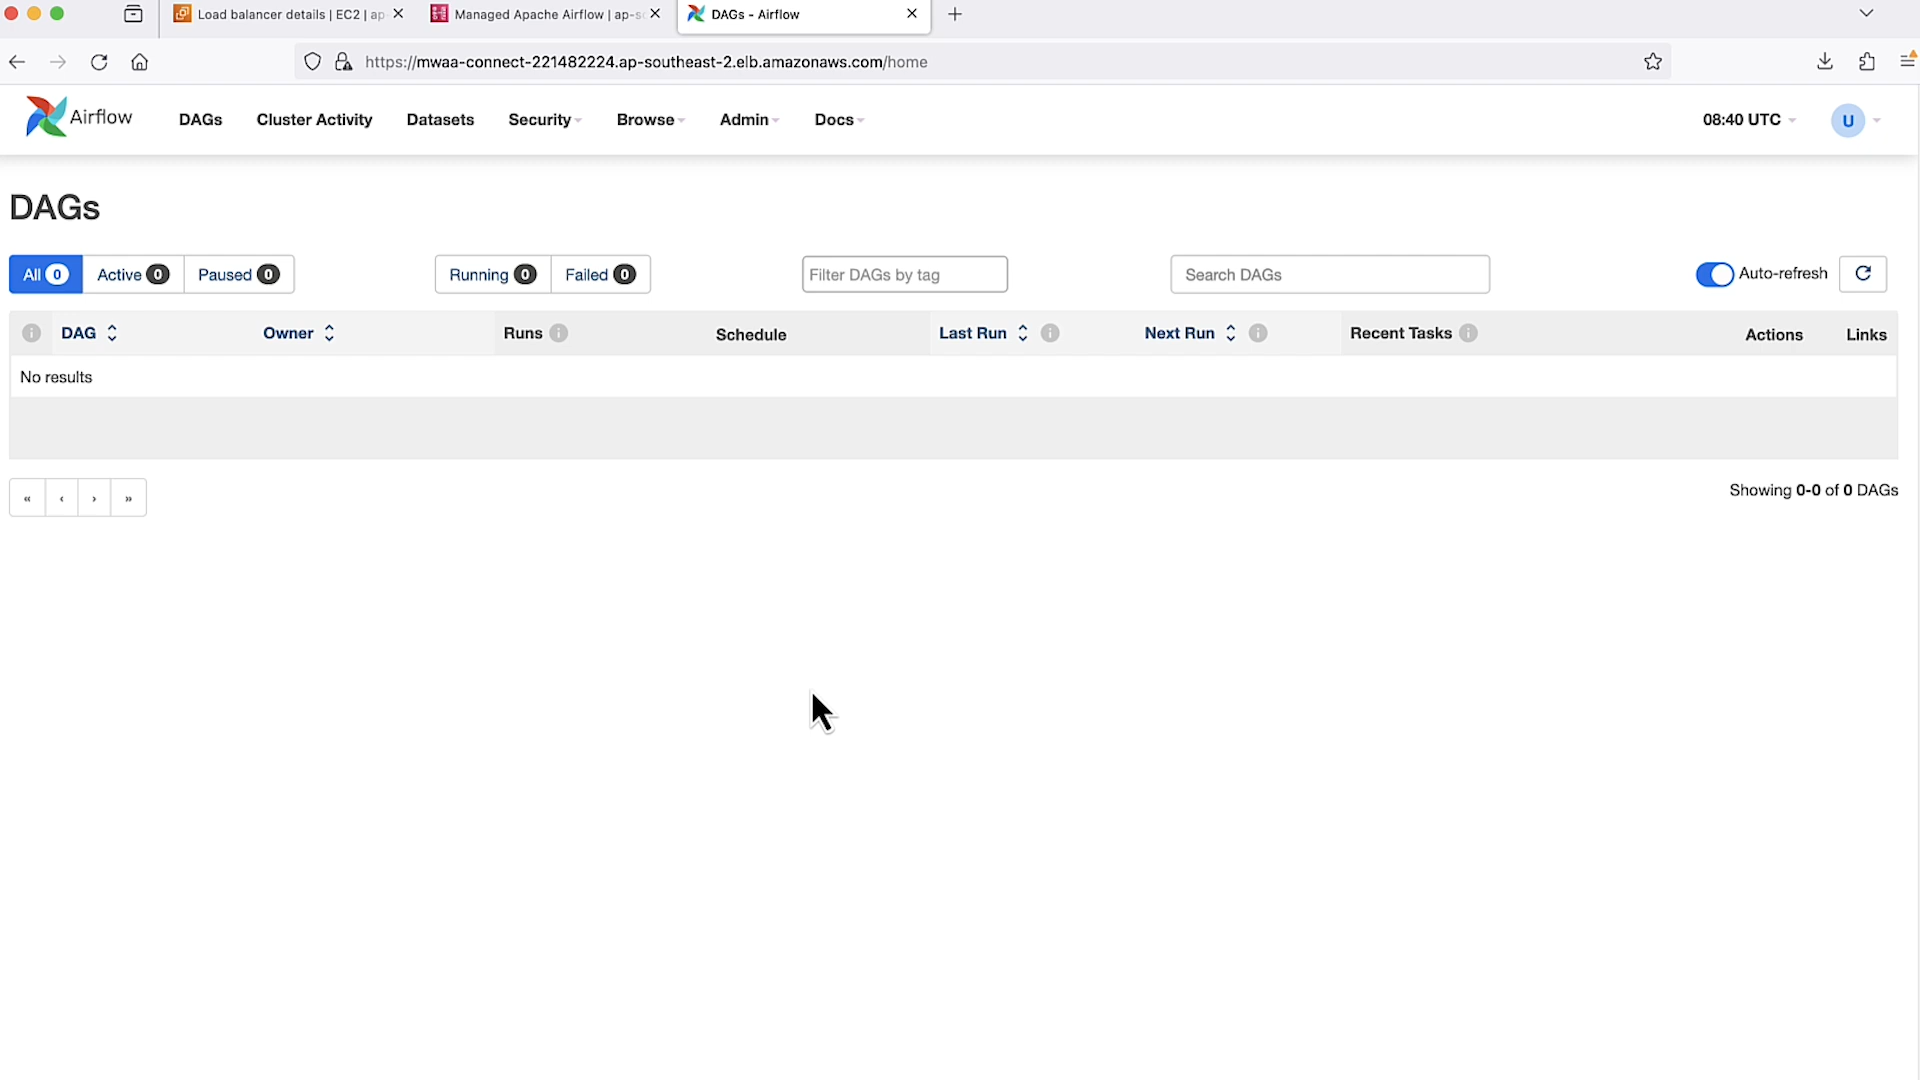 Load balancer details | EC2 | ap
Managed Apache Airflow | ap-s
DAGs - Airflow
https://mwaa-connect-221482224.ap-southeast-2.elb.amazonaws.com/home
Airflow
DAGs
Cluster Activity
Datasets
Security
Browse
Admin
Docs
08:40 UTC
U
DAGs
All 0
Active 0
Paused 0
Running 0
Failed 0
Filter DAGs by tag
Search DAGs
Auto-refresh
DAG
Owner
Runs
Schedule
Last Run
Next Run
Recent Tasks
Actions
Links
No results
« ‹ › »
Showing 0-0 of 0 DAGs